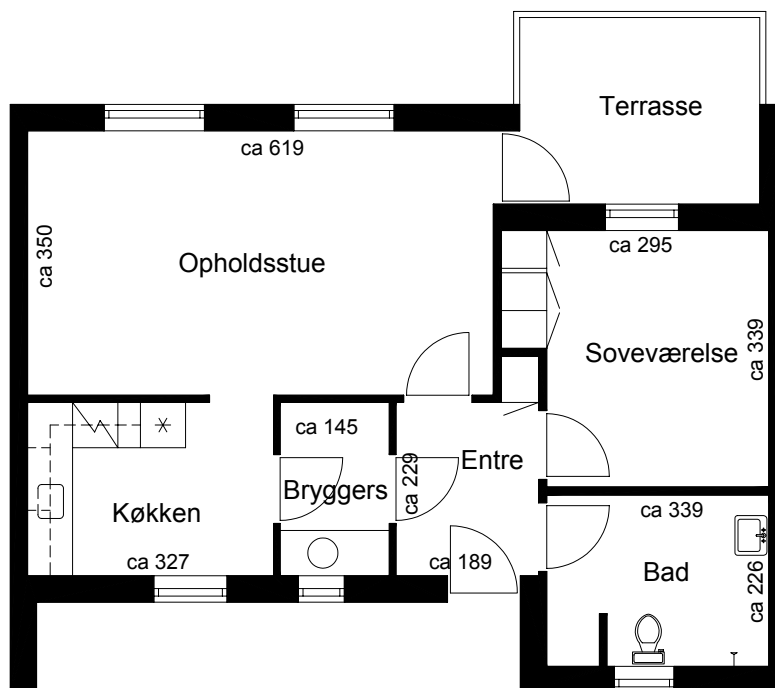 Terrasse
ca 619
ca 350
Opholdsstue
ca 295
Soveværelse
ca 339
ca 145
ca 229
Entre
Bryggers
Køkken
ca 327
ca 189
ca 339
Bad
ca 226